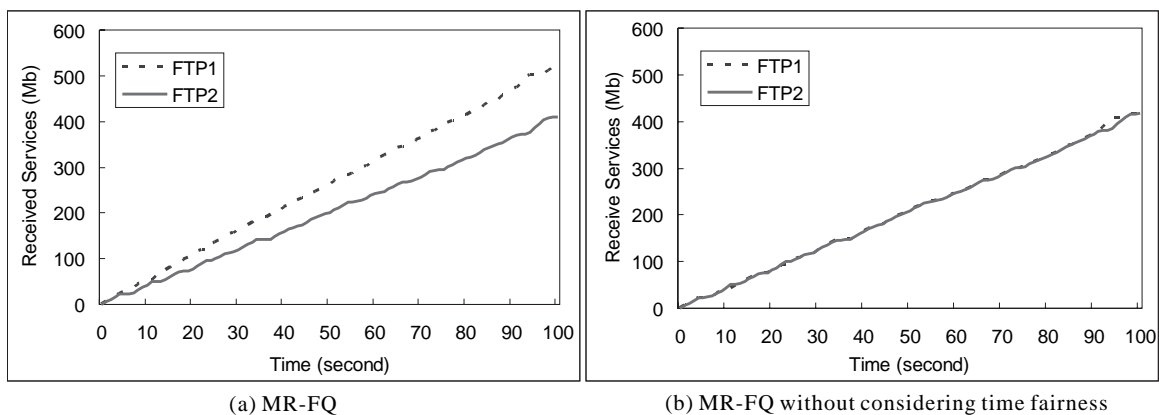 600
500
400
300
200
100
0
Received Services (Mb)
FTP1
FTP2
0 10 20 30 40 50 60 70 80 90 100
Time (second)
(a) MR-FQ
600
500
400
300
200
100
0
Receive Services (Mb)
FTP1
FTP2
0 10 20 30 40 50 60 70 80 90 100
Time (second)
(b) MR-FQ without considering time fairness